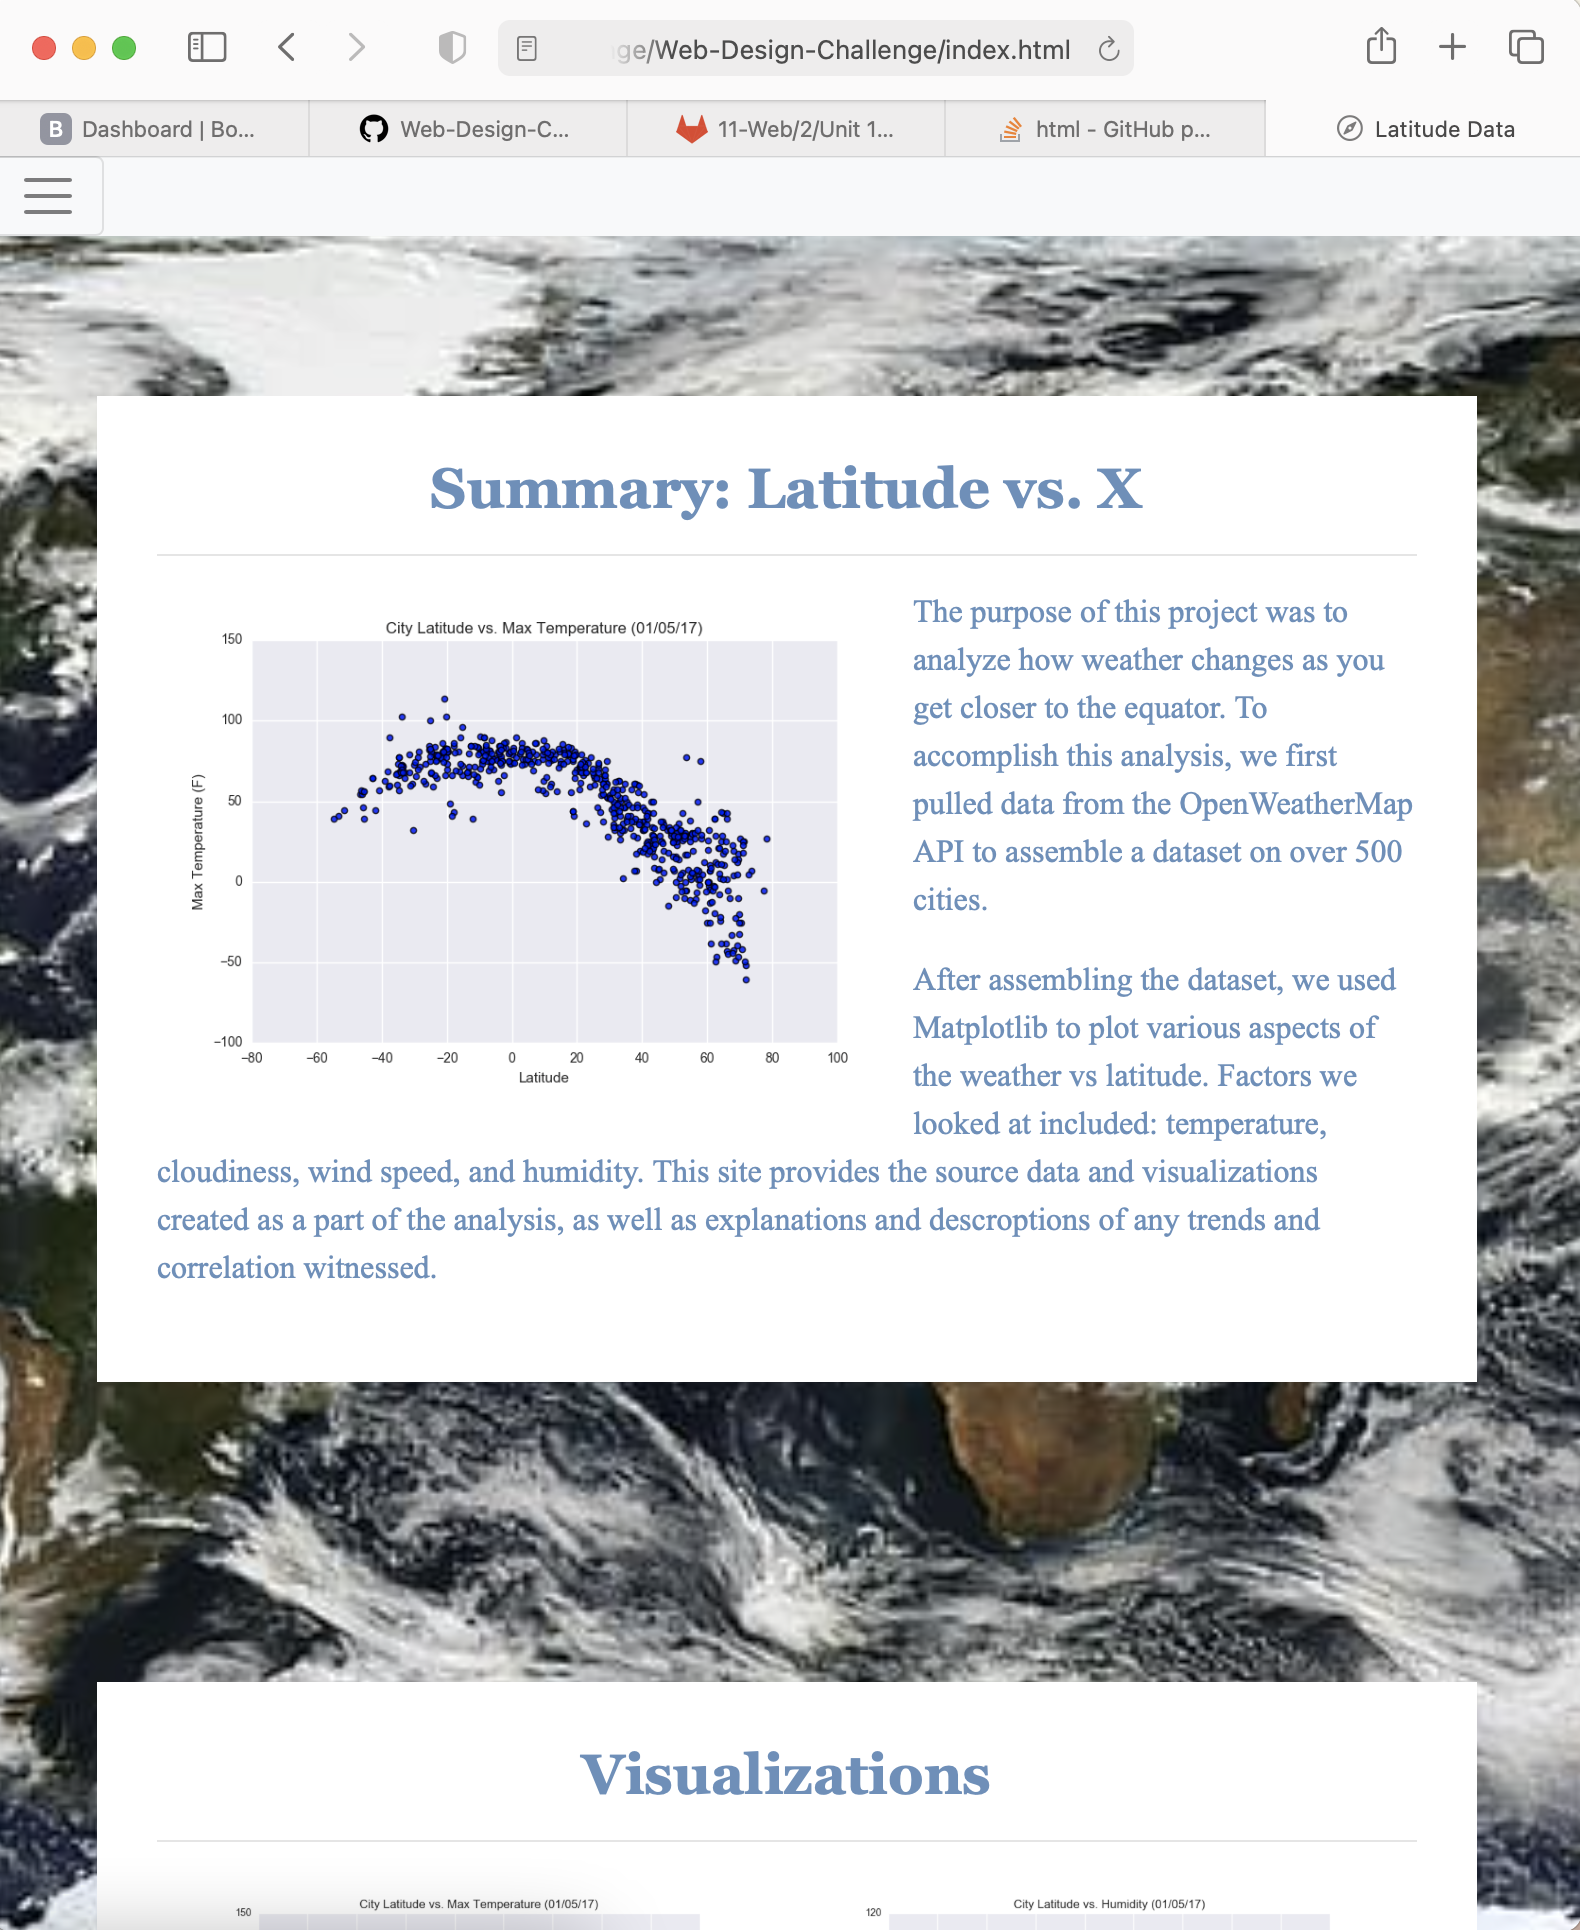 ge/Web-Design-Challenge/index.html
B Dashboard | Bo...
Web-Design-C...
11-Web/2/Unit 1...
html - GitHub p...
Latitude Data
Summary: Latitude vs. X
City Latitude vs. Max Temperature (01/05/17)
150
100
50
0
−50
−100
Max Temperature (F)
−80 −60 −40 −20 0 20 40 60 80 100
Latitude
The purpose of this project was to
analyze how weather changes as you
get closer to the equator. To
accomplish this analysis, we first
pulled data from the OpenWeatherMap
API to assemble a dataset on over 500
cities.
After assembling the dataset, we used
Matplotlib to plot various aspects of
the weather vs latitude. Factors we
looked at included: temperature,
cloudiness, wind speed, and humidity. This site provides the source data and visualizations
created as a part of the analysis, as well as explanations and descroptions of any trends and
correlation witnessed.
Visualizations
City Latitude vs. Max Temperature (01/05/17)
150
City Latitude vs. Humidity (01/05/17)
120